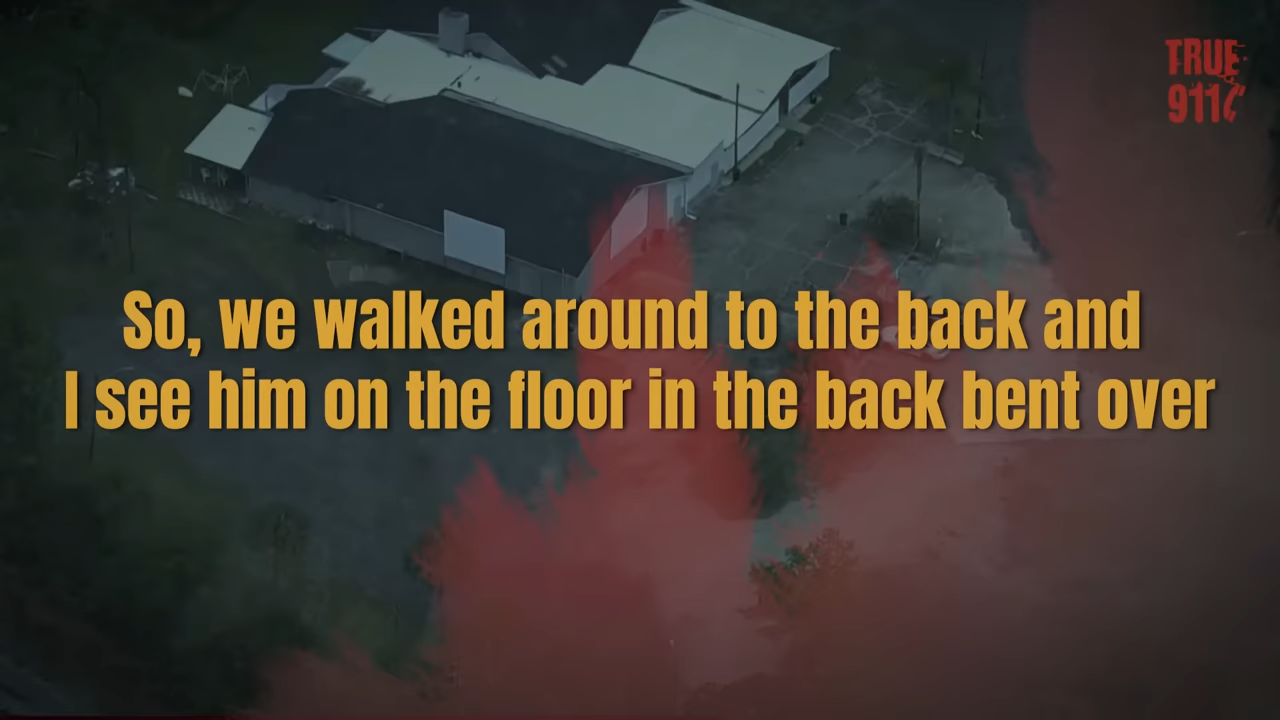 TRUE
911
So, we walked around to the back and
I see him on the floor in the back bent over